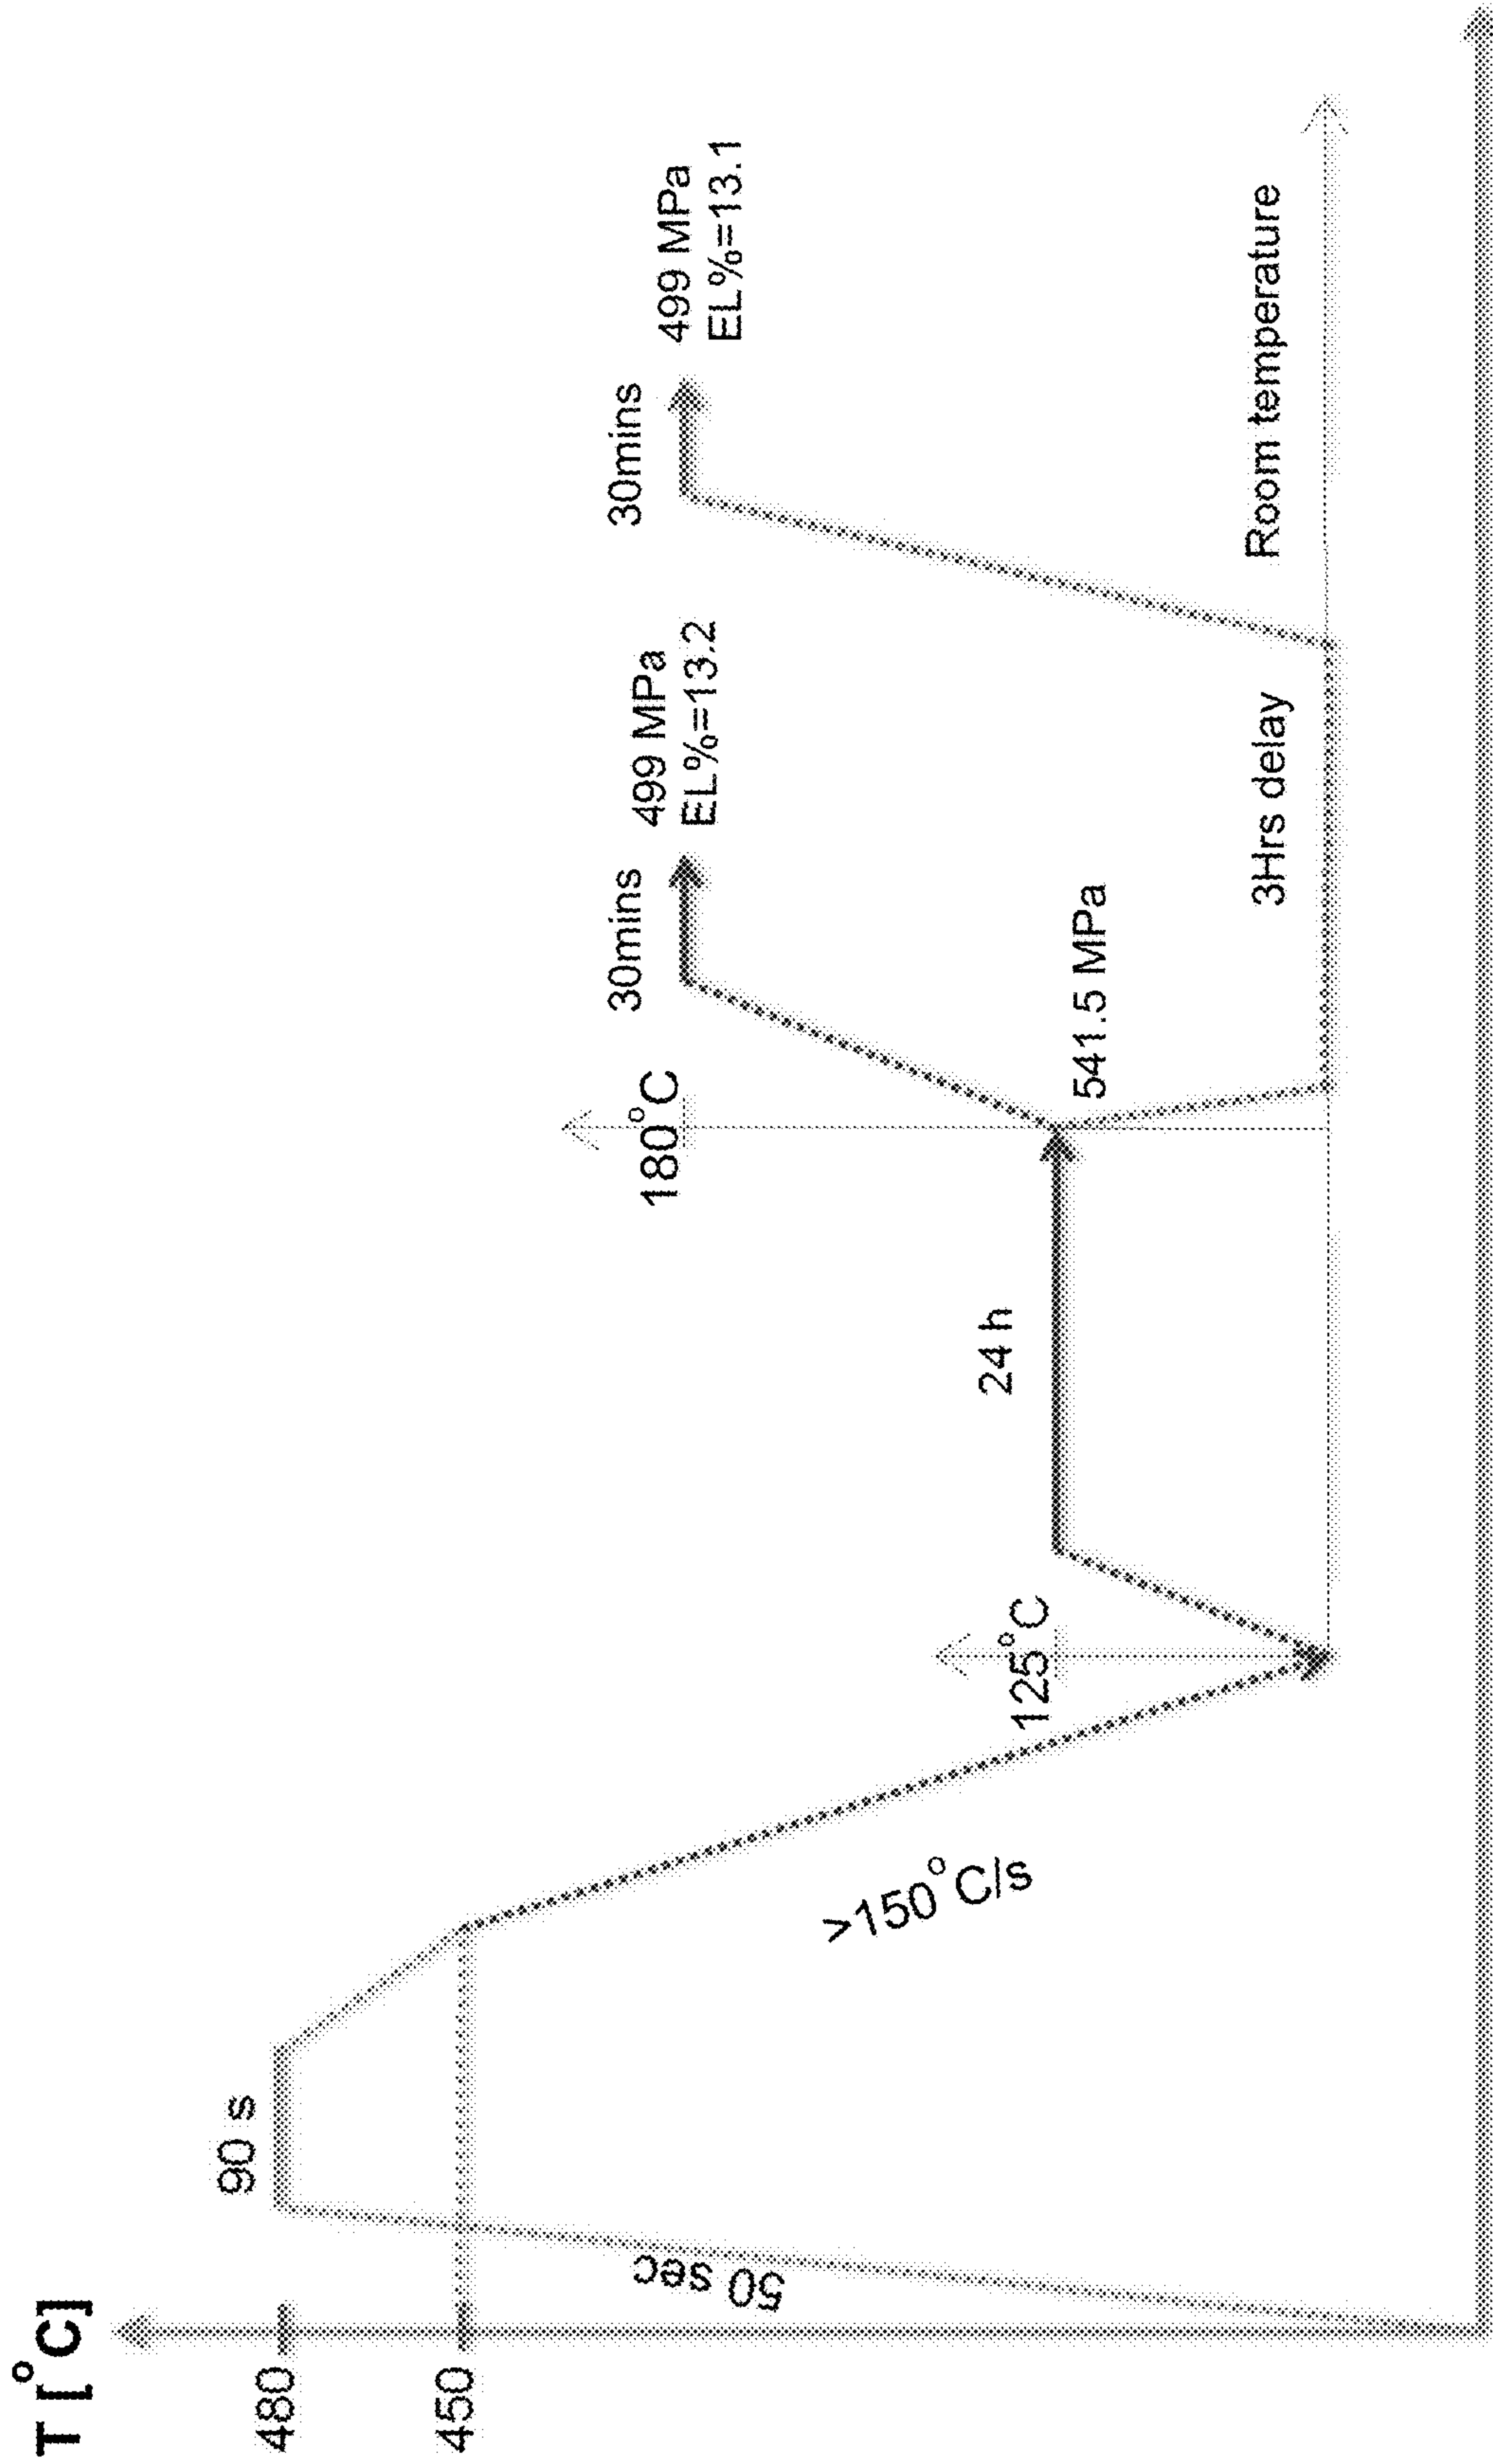 T [°C]
480
450
90 s
50 sec
>150°C/s
125°C
24 h
180°C
541.5 MPa
30mins
499 MPa
EL%=13.2
30mins
499 MPa
EL%=13.1
3Hrs delay
Room temperature